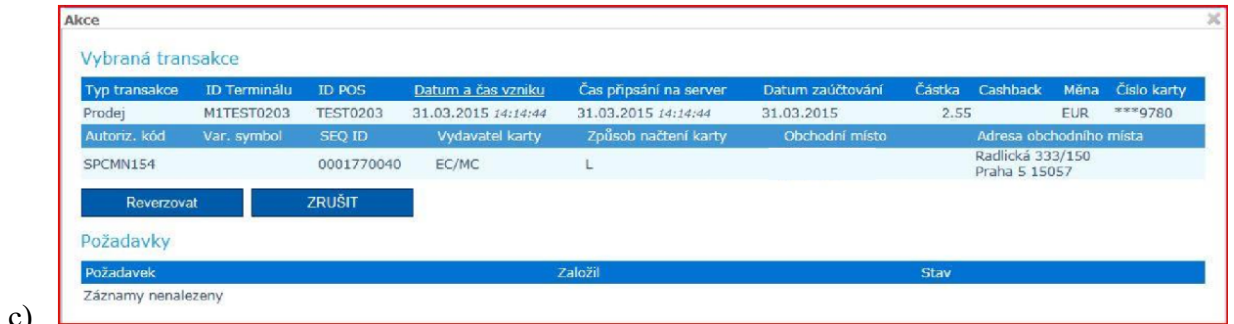 Akce
Vybraná transakce
Typ transakce ID Terminálu ID POS Datum a čas vzniku Čas připsání na server Datum zaúčtování Částka Cashback Měna Číslo karty
Prodej M1TEST0203 TEST0203 31.03.2015 14:14:44 31.03.2015 14:14:44 31.03.2015 2.55 EUR ***9780
Autoriz. kód Var. symbol SEQ ID Vydavatel karty Způsob načtení karty Obchodní místo Adresa obchodního místa
SPCMN154 0001770040 EC/MC L Radlická 333/150
Praha 5 15057
Reverzovat ZRUŠIT
Požadavky
Požadavek Založil Stav
Záznamy nenalezeny
c)